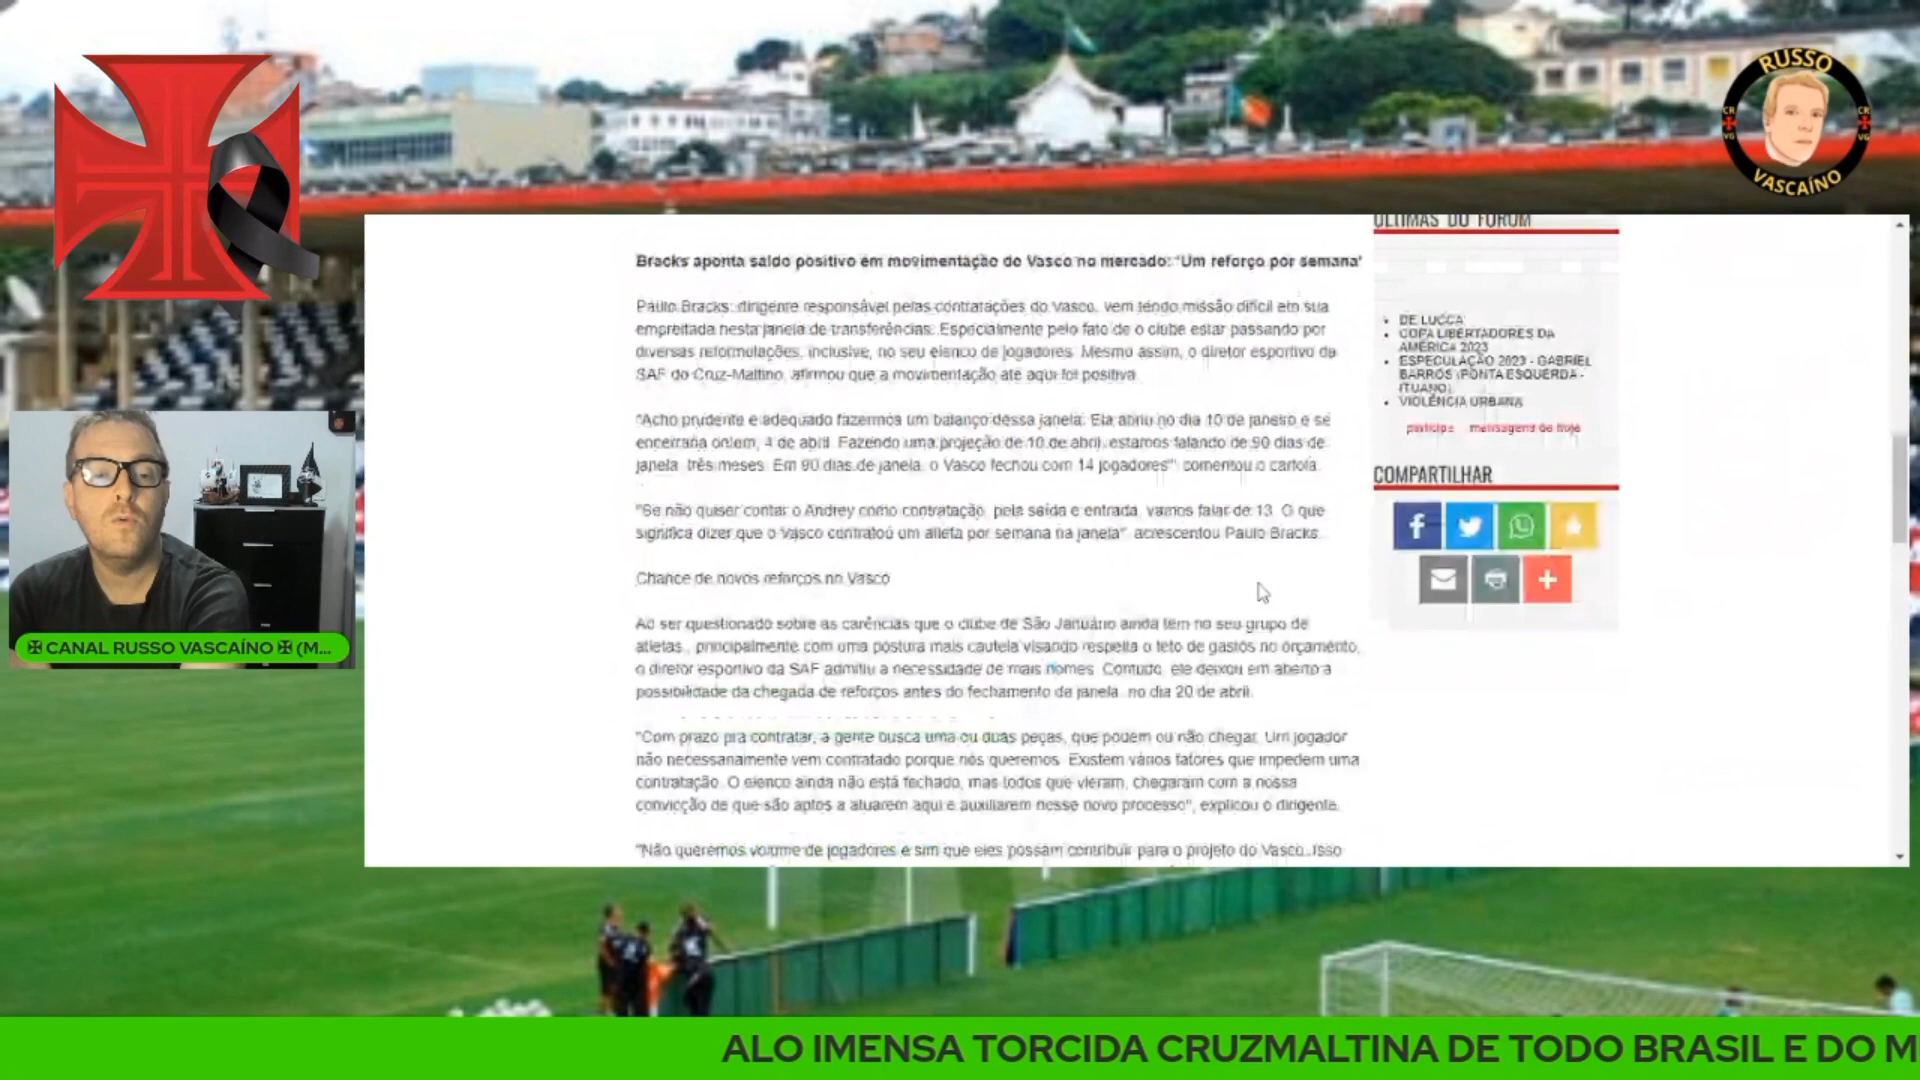 RUSSO
CR
VG
CR
VG
VASCAÍNO
ÚLTIMAS DO FÓRUM
Bracks aponta saldo positivo em movimentação do Vasco no mercado: 'Um reforço por semana'
Paulo Bracks, dirigente responsável pelas contratações do Vasco, vem tendo missão difícil em sua
empreitada nesta janela de transferências. Especialmente pelo fato de o clube estar passando por
diversas reformulações, inclusive, no seu elenco de jogadores. Mesmo assim, o diretor esportivo da
SAF do Cruz-Maltino, afirmou que a movimentação até aqui foi positiva.
"Acho prudente e adequado fazermos um balanço dessa janela. Ela abriu no dia 10 de janeiro e se
encerraria ontem, 4 de abril. Fazendo uma projeção de 10 de abril, estamos falando de 90 dias de
janela, três meses. Em 90 dias de janela, o Vasco fechou com 14 jogadores", comentou o cartola.
"Se não quiser contar o Andrey como contratação, pela saída e entrada, vamos falar de 13. O que
significa dizer que o Vasco contratou um atleta por semana na janela", acrescentou Paulo Bracks.
Chance de novos reforços no Vasco
Ao ser questionado sobre as carências que o clube de São Januário ainda tem no seu grupo de
atletas, principalmente com uma postura mais cautela visando respeita o teto de gastos no orçamento,
o diretor esportivo da SAF admitiu a necessidade de mais nomes. Contudo, ele deixou em aberto a
possibilidade da chegada de reforços antes do fechamento da janela, no dia 20 de abril.
"Com prazo pra contratar, a gente busca uma ou duas peças, que podem ou não chegar. Um jogador
não necessariamente vem contratado porque nós queremos. Existem vários fatores que impedem uma
contratação. O elenco ainda não está fechado, mas todos que vieram, chegaram com a nossa
convicção de que são aptos a atuarem aqui e auxiliarem nesse novo processo", explicou o dirigente.
"Não queremos volume de jogadores e sim que eles possam contribuir para o projeto do Vasco. Isso
DE LUCCA
COPA LIBERTADORES DA
AMÉRICA 2023
ESPECULAÇÃO 2023 - GABRIEL
BARROS (PONTA ESQUERDA -
ITUANO)
VIOLÊNCIA URBANA
participe mensagens de hoje
COMPARTILHAR
✠ CANAL RUSSO VASCAÍNO ✠ (M...
ALO IMENSA TORCIDA CRUZMALTINA DE TODO BRASIL E DO M